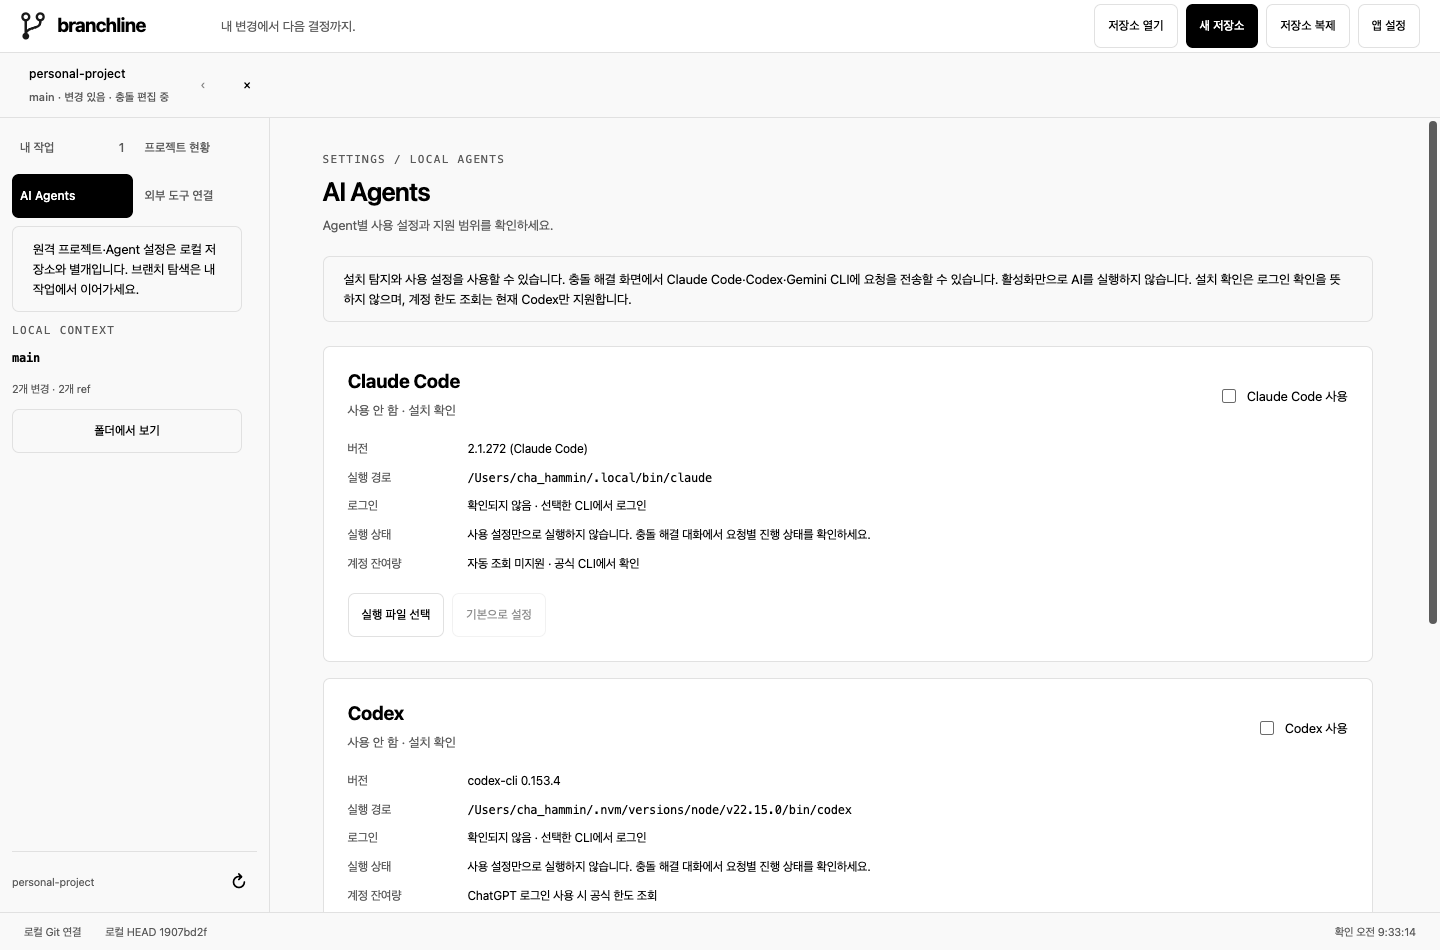 branchline
내 변경에서 다음 결정까지.
저장소 열기
새 저장소
저장소 복제
앱 설정
personal-project
main · 변경 있음 · 충돌 편집 중
‹
×
내 작업 1
프로젝트 현황
AI Agents
외부 도구 연결
원격 프로젝트·Agent 설정은 로컬 저
장소와 별개입니다. 브랜치 탐색은 내
작업에서 이어가세요.
LOCAL CONTEXT
main
2개 변경 · 2개 ref
폴더에서 보기
personal-project
SETTINGS / LOCAL AGENTS
AI Agents
Agent별 사용 설정과 지원 범위를 확인하세요.
설치 탐지와 사용 설정을 사용할 수 있습니다. 충돌 해결 화면에서 Claude Code·Codex·Gemini CLI에 요청을 전송할 수 있습니다. 활성화만으로 AI를 실행하지 않습니다. 설치 확인은 로그인 확인을 뜻
하지 않으며, 계정 한도 조회는 현재 Codex만 지원합니다.
Claude Code
사용 안 함 · 설치 확인
Claude Code 사용
버전 2.1.272 (Claude Code)
실행 경로 /Users/cha_hammin/.local/bin/claude
로그인 확인되지 않음 · 선택한 CLI에서 로그인
실행 상태 사용 설정만으로 실행하지 않습니다. 충돌 해결 대화에서 요청별 진행 상태를 확인하세요.
계정 잔여량 자동 조회 미지원 · 공식 CLI에서 확인
실행 파일 선택
기본으로 설정
Codex
사용 안 함 · 설치 확인
Codex 사용
버전 codex-cli 0.153.4
실행 경로 /Users/cha_hammin/.nvm/versions/node/v22.15.0/bin/codex
로그인 확인되지 않음 · 선택한 CLI에서 로그인
실행 상태 사용 설정만으로 실행하지 않습니다. 충돌 해결 대화에서 요청별 진행 상태를 확인하세요.
계정 잔여량 ChatGPT 로그인 사용 시 공식 한도 조회
로컬 Git 연결
로컬 HEAD 1907bd2f
확인 오전 9:33:14